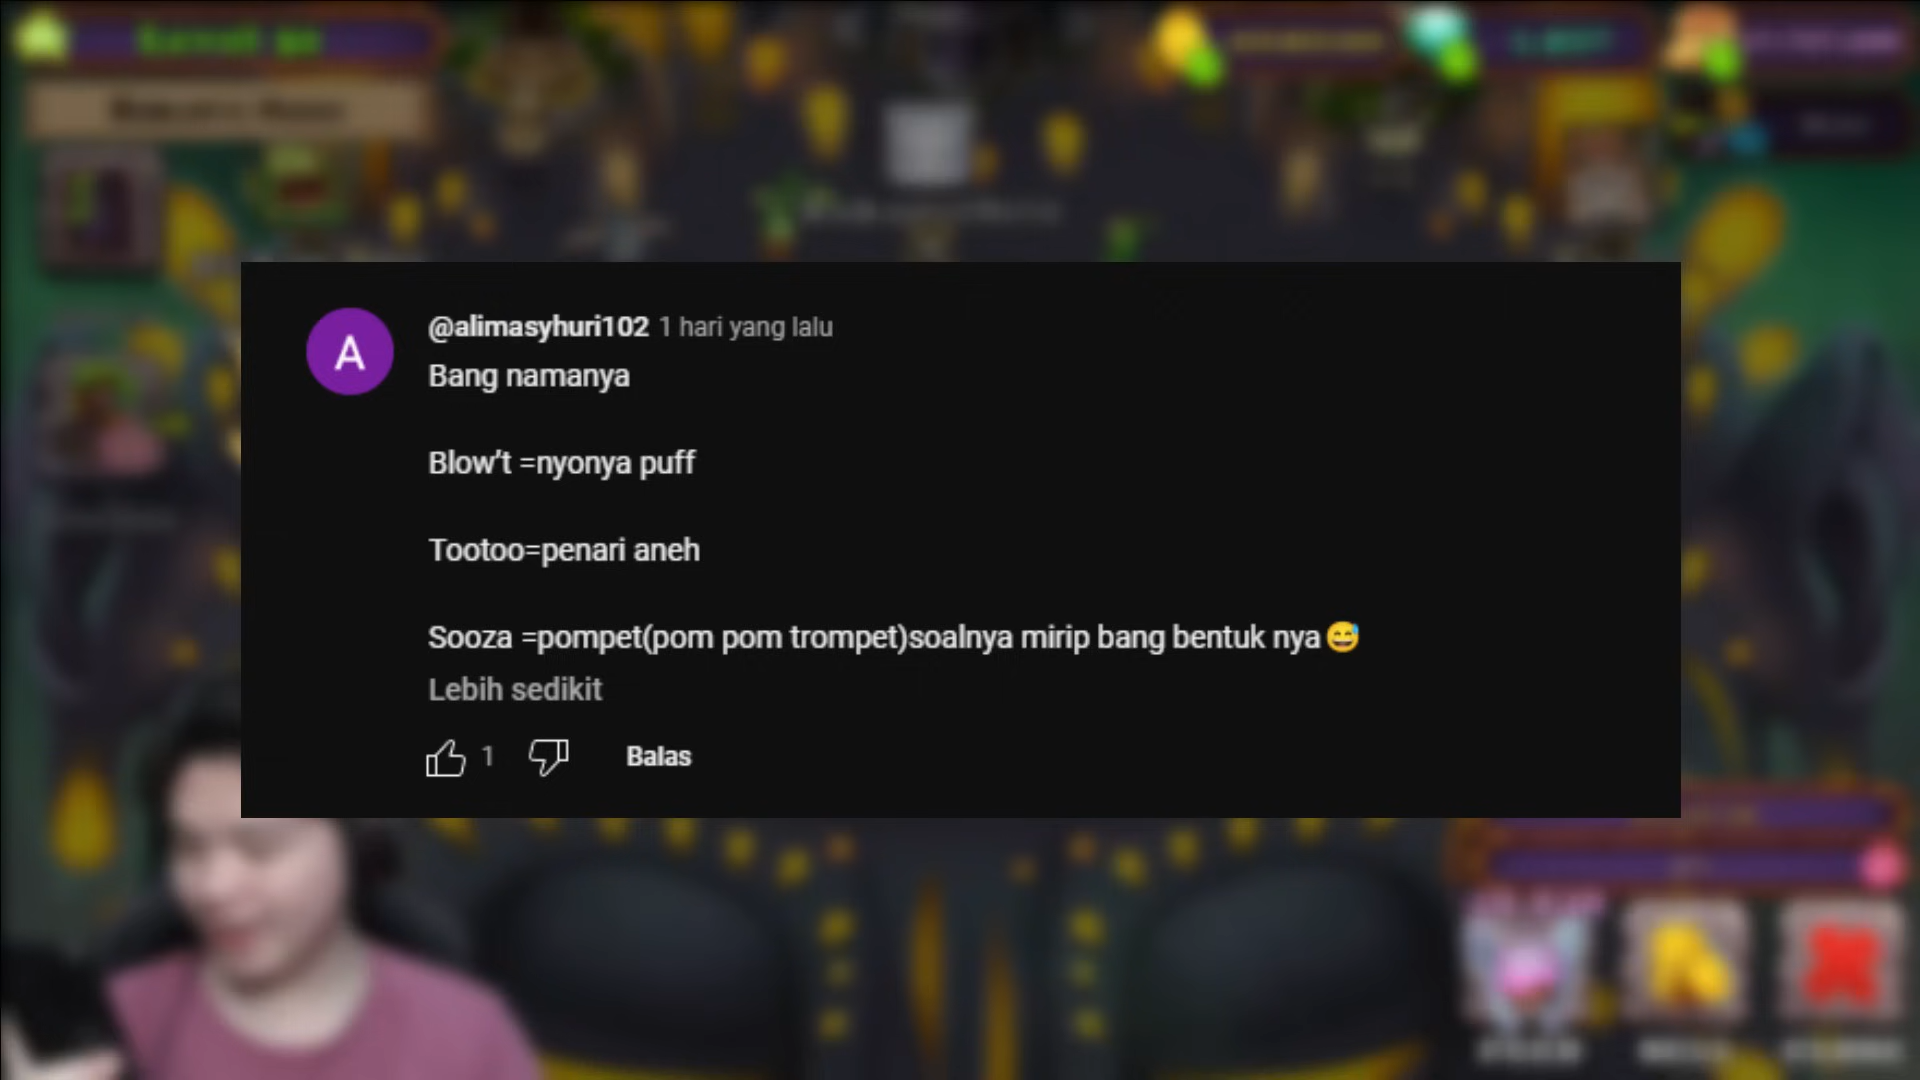 A
@alimasyhuri102 1 hari yang lalu
Bang namanya
Blow't =nyonya puff
Tootoo=penari aneh
Sooza =pompet(pom pom trompet)soalnya mirip bang bentuk nya😅
Lebih sedikit
1 Balas